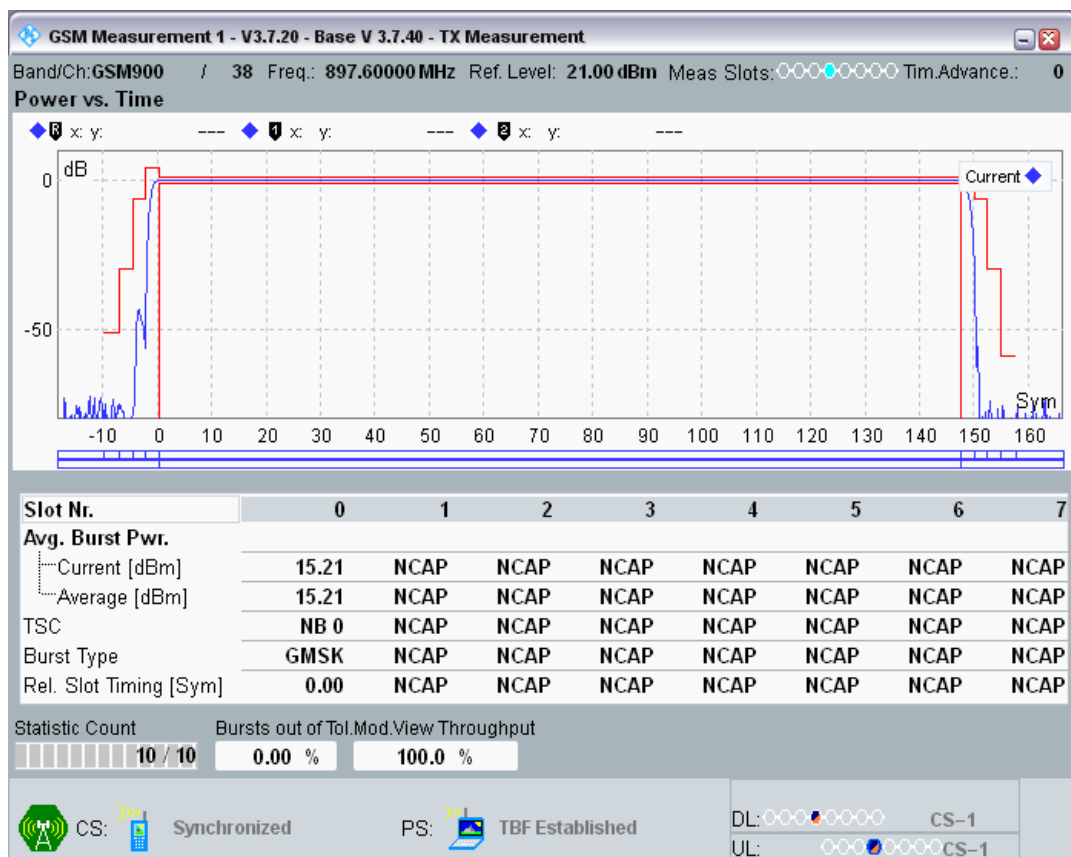 GSM Measurement 1 - V3.7.20 - Base V 3.7.40 - TX Measurement
Band/Ch:GSM900 / 38 Freq.: 897.60000 MHz Ref. Level: 21.00 dBm Meas Slots: Tim.Advance.: 0
Power vs. Time
R x: y: --- 1 x: y: --- 2 x: y: ---
dB
Current
0
-50
Sym
-10 0 10 20 30 40 50 60 70 80 90 100 110 120 130 140 150 160
Slot Nr. 0 1 2 3 4 5 6 7
Avg. Burst Pwr.
Current [dBm] 15.21 NCAP NCAP NCAP NCAP NCAP NCAP NCAP
Average [dBm] 15.21 NCAP NCAP NCAP NCAP NCAP NCAP NCAP
TSC NB 0 NCAP NCAP NCAP NCAP NCAP NCAP NCAP
Burst Type GMSK NCAP NCAP NCAP NCAP NCAP NCAP NCAP
Rel. Slot Timing [Sym] 0.00 NCAP NCAP NCAP NCAP NCAP NCAP NCAP
Statistic Count Bursts out of Tol.Mod.View Throughput
10 / 10 0.00 % 100.0 %
CS: Synchronized PS: TBF Established DL: CS-1
UL: CS-1